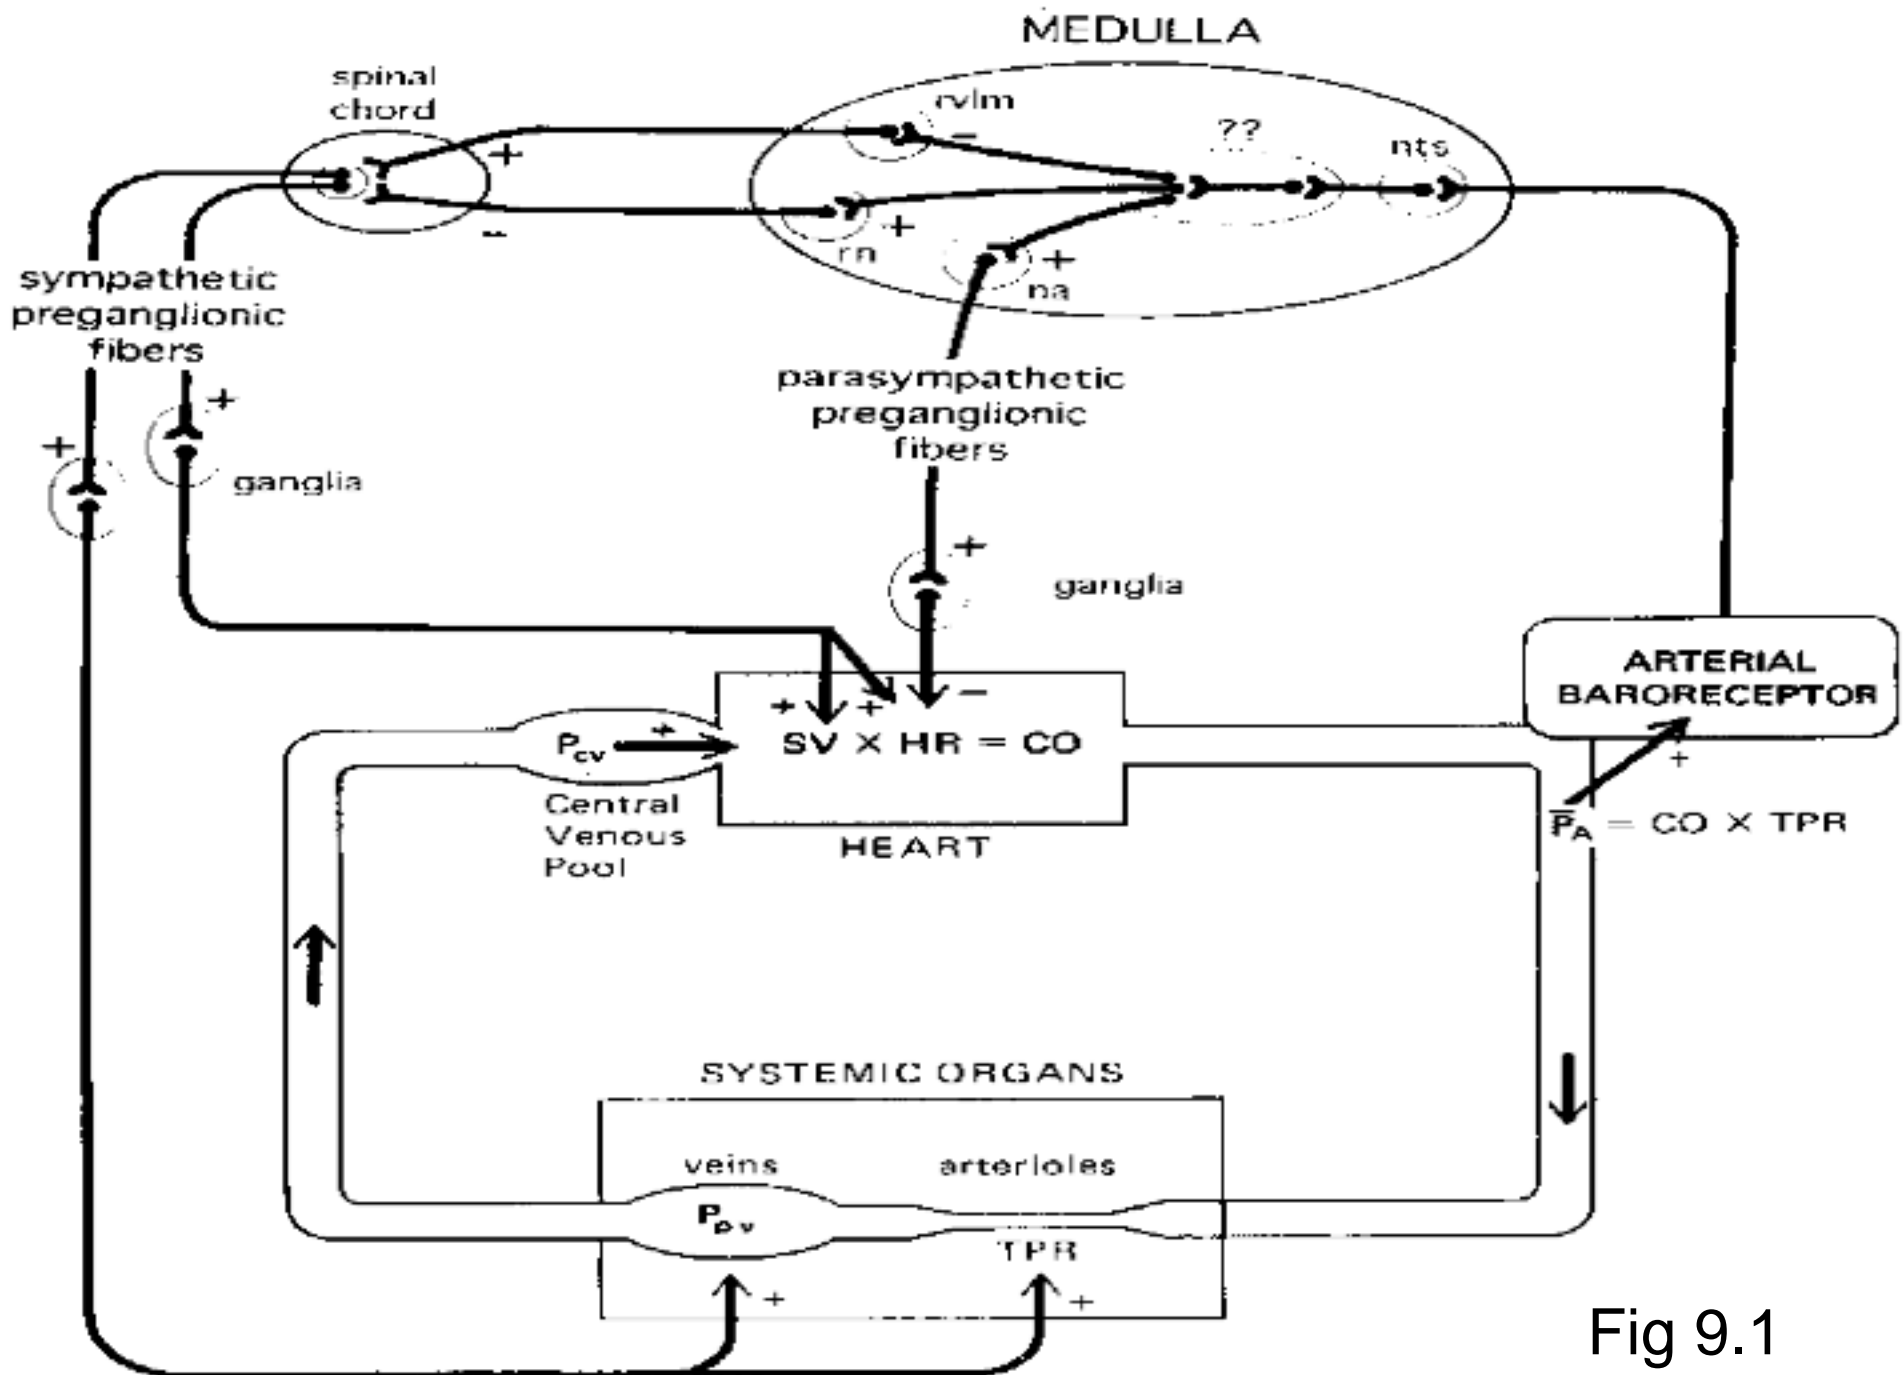 MEDULLA
spinal
chord
rvlm
-
??
nts
+
-
rn
+
+
na
sympathetic
preganglionic
fibers
+
+
ganglia
parasympathetic
preganglionic
fibers
+
ganglia
ARTERIAL
BARORECEPTOR
+
+
-
+
Pcv
SV X HR = CO
+
Central
Venous
Pool
HEART
P̅A = CO X TPR
SYSTEMIC ORGANS
veins
arterioles
Ppv
TPR
+
+
Fig 9.1